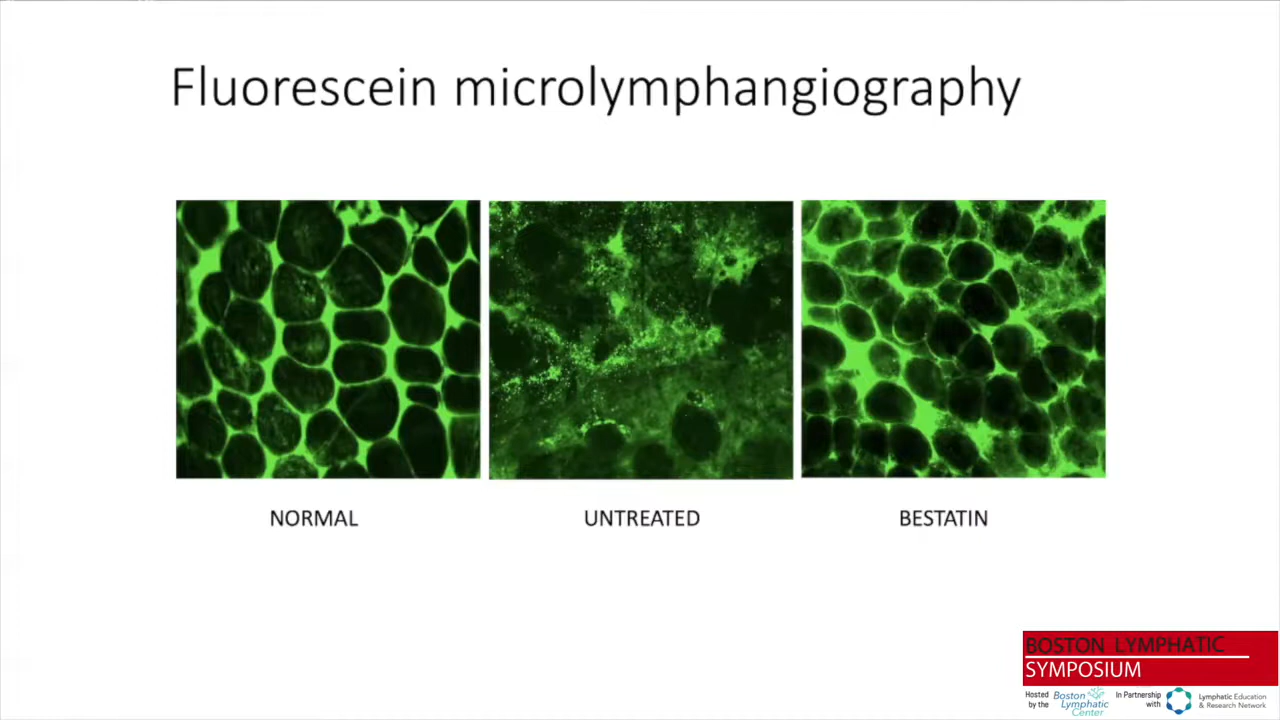 Fluorescein microlymphangiography
NORMAL
UNTREATED
BESTATIN
BOSTON LYMPHATIC
SYMPOSIUM
Hosted
by the
Boston
Lymphatic
Center
In Partnership
with
Lymphatic Education
& Research Network